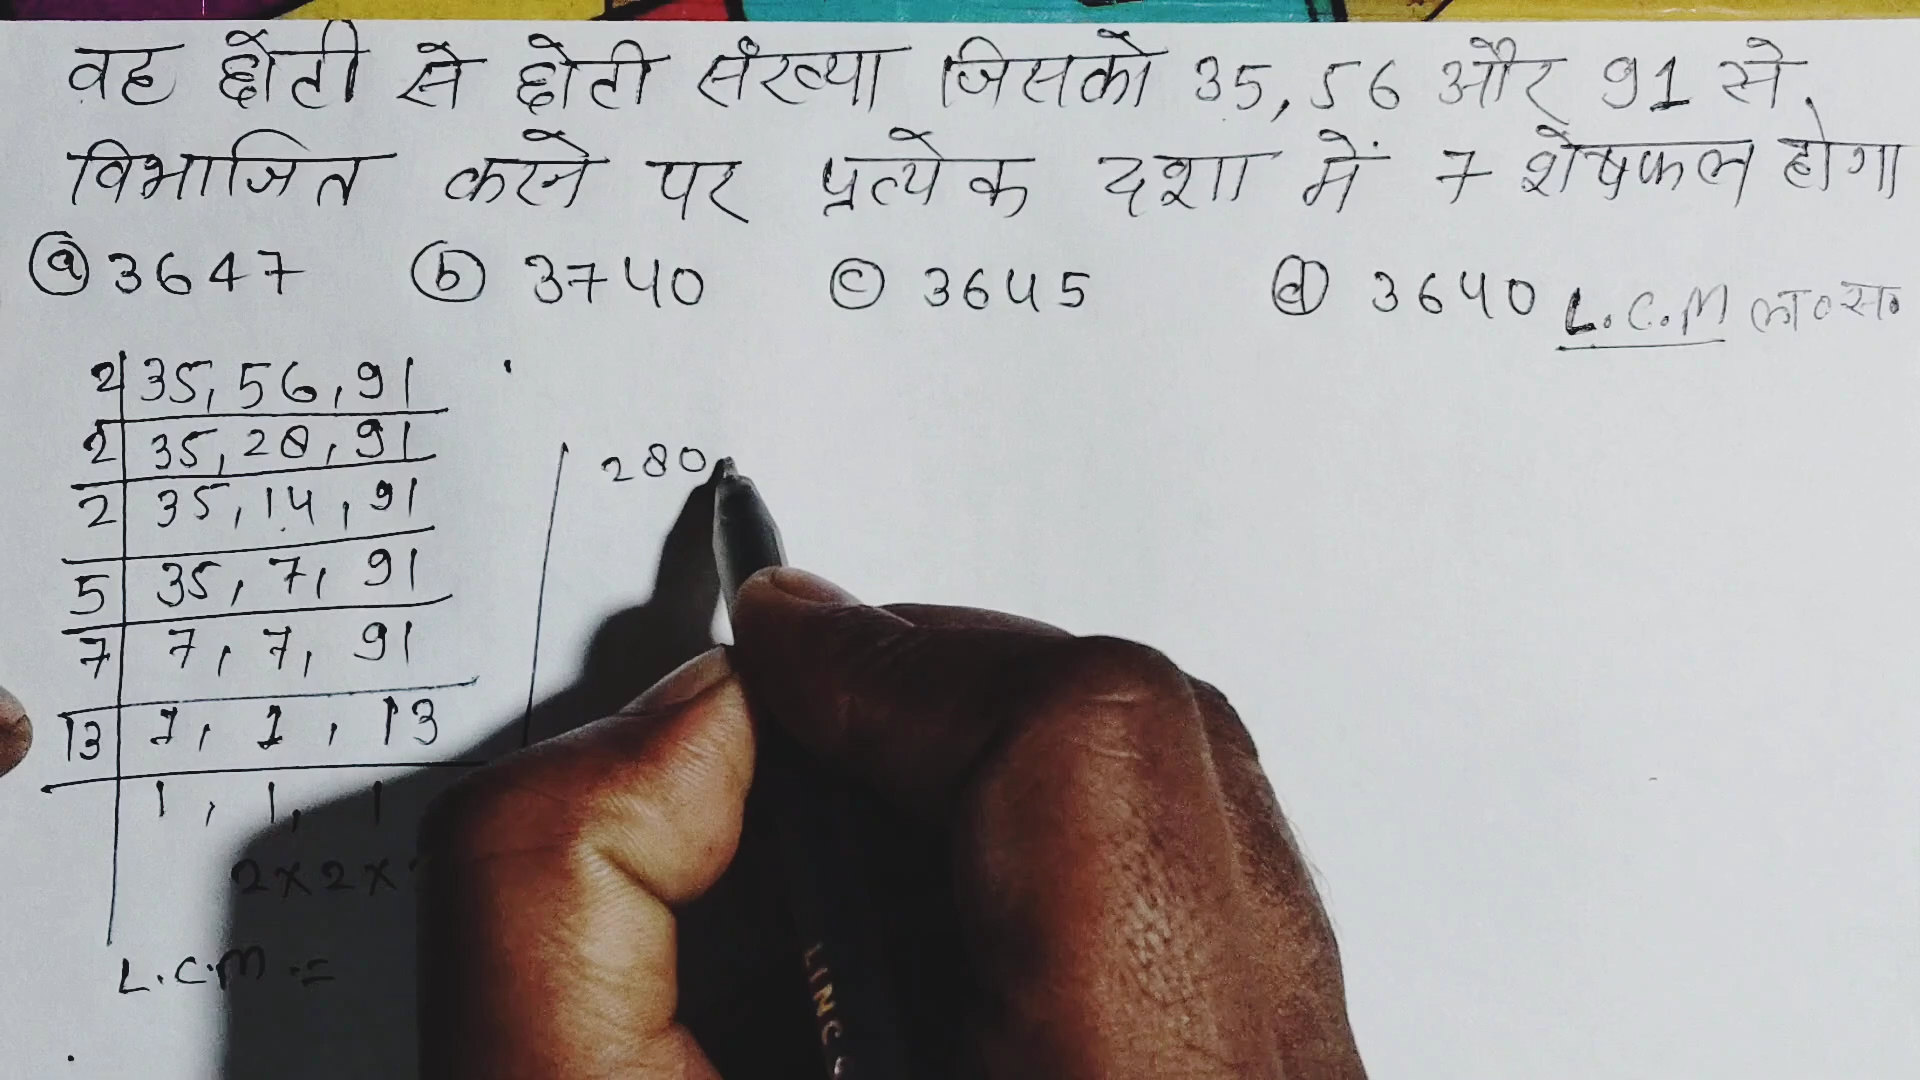 वह छोटी से छोटी संख्या जिसको 35, 56 और 91 से
विभाजित करने पर प्रत्येक दशा में 7 शेषफल होगा
(a) 3647 (b) 3740 (c) 3645 (d) 3640 L.C.M ल०स०
2 | 35, 56, 91
2 | 35, 28, 91
2 | 35, 14, 91
5 | 35, 7, 91
7 | 7, 7, 91
13 | 1, 1, 13
1, 1, 1
2×2×
L.C.M. =
280